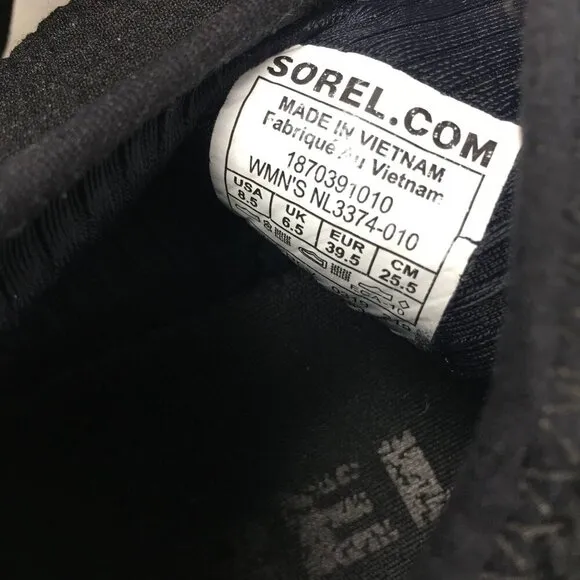 SOREL.COM
MADE IN VIETNAM
Fabriqué Au Vietnam
1870391010
WMN'S NL3374-010
USA UK EUR CM
8.5 6.5 39.5 25.5